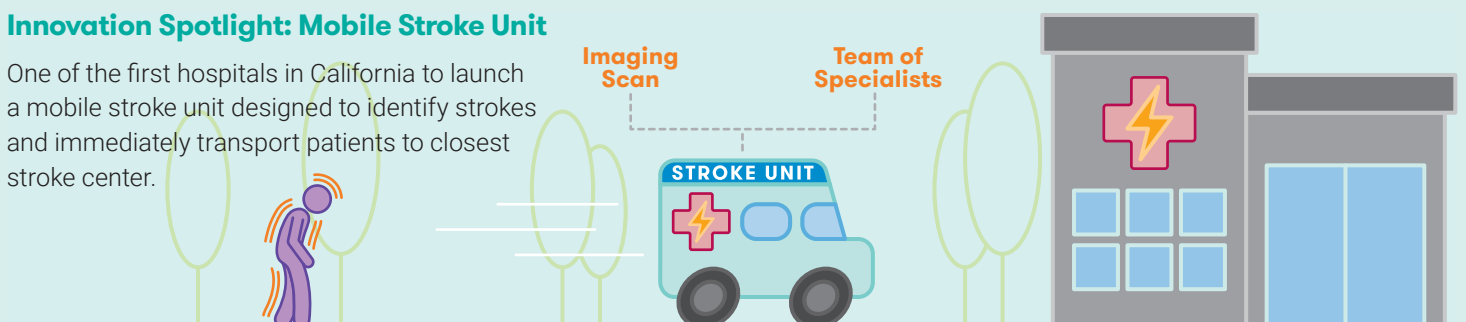 Innovation Spotlight: Mobile Stroke Unit
One of the first hospitals in California to launch
a mobile stroke unit designed to identify strokes
and immediately transport patients to closest
stroke center.
Imaging
Scan
Team of
Specialists
STROKE UNIT